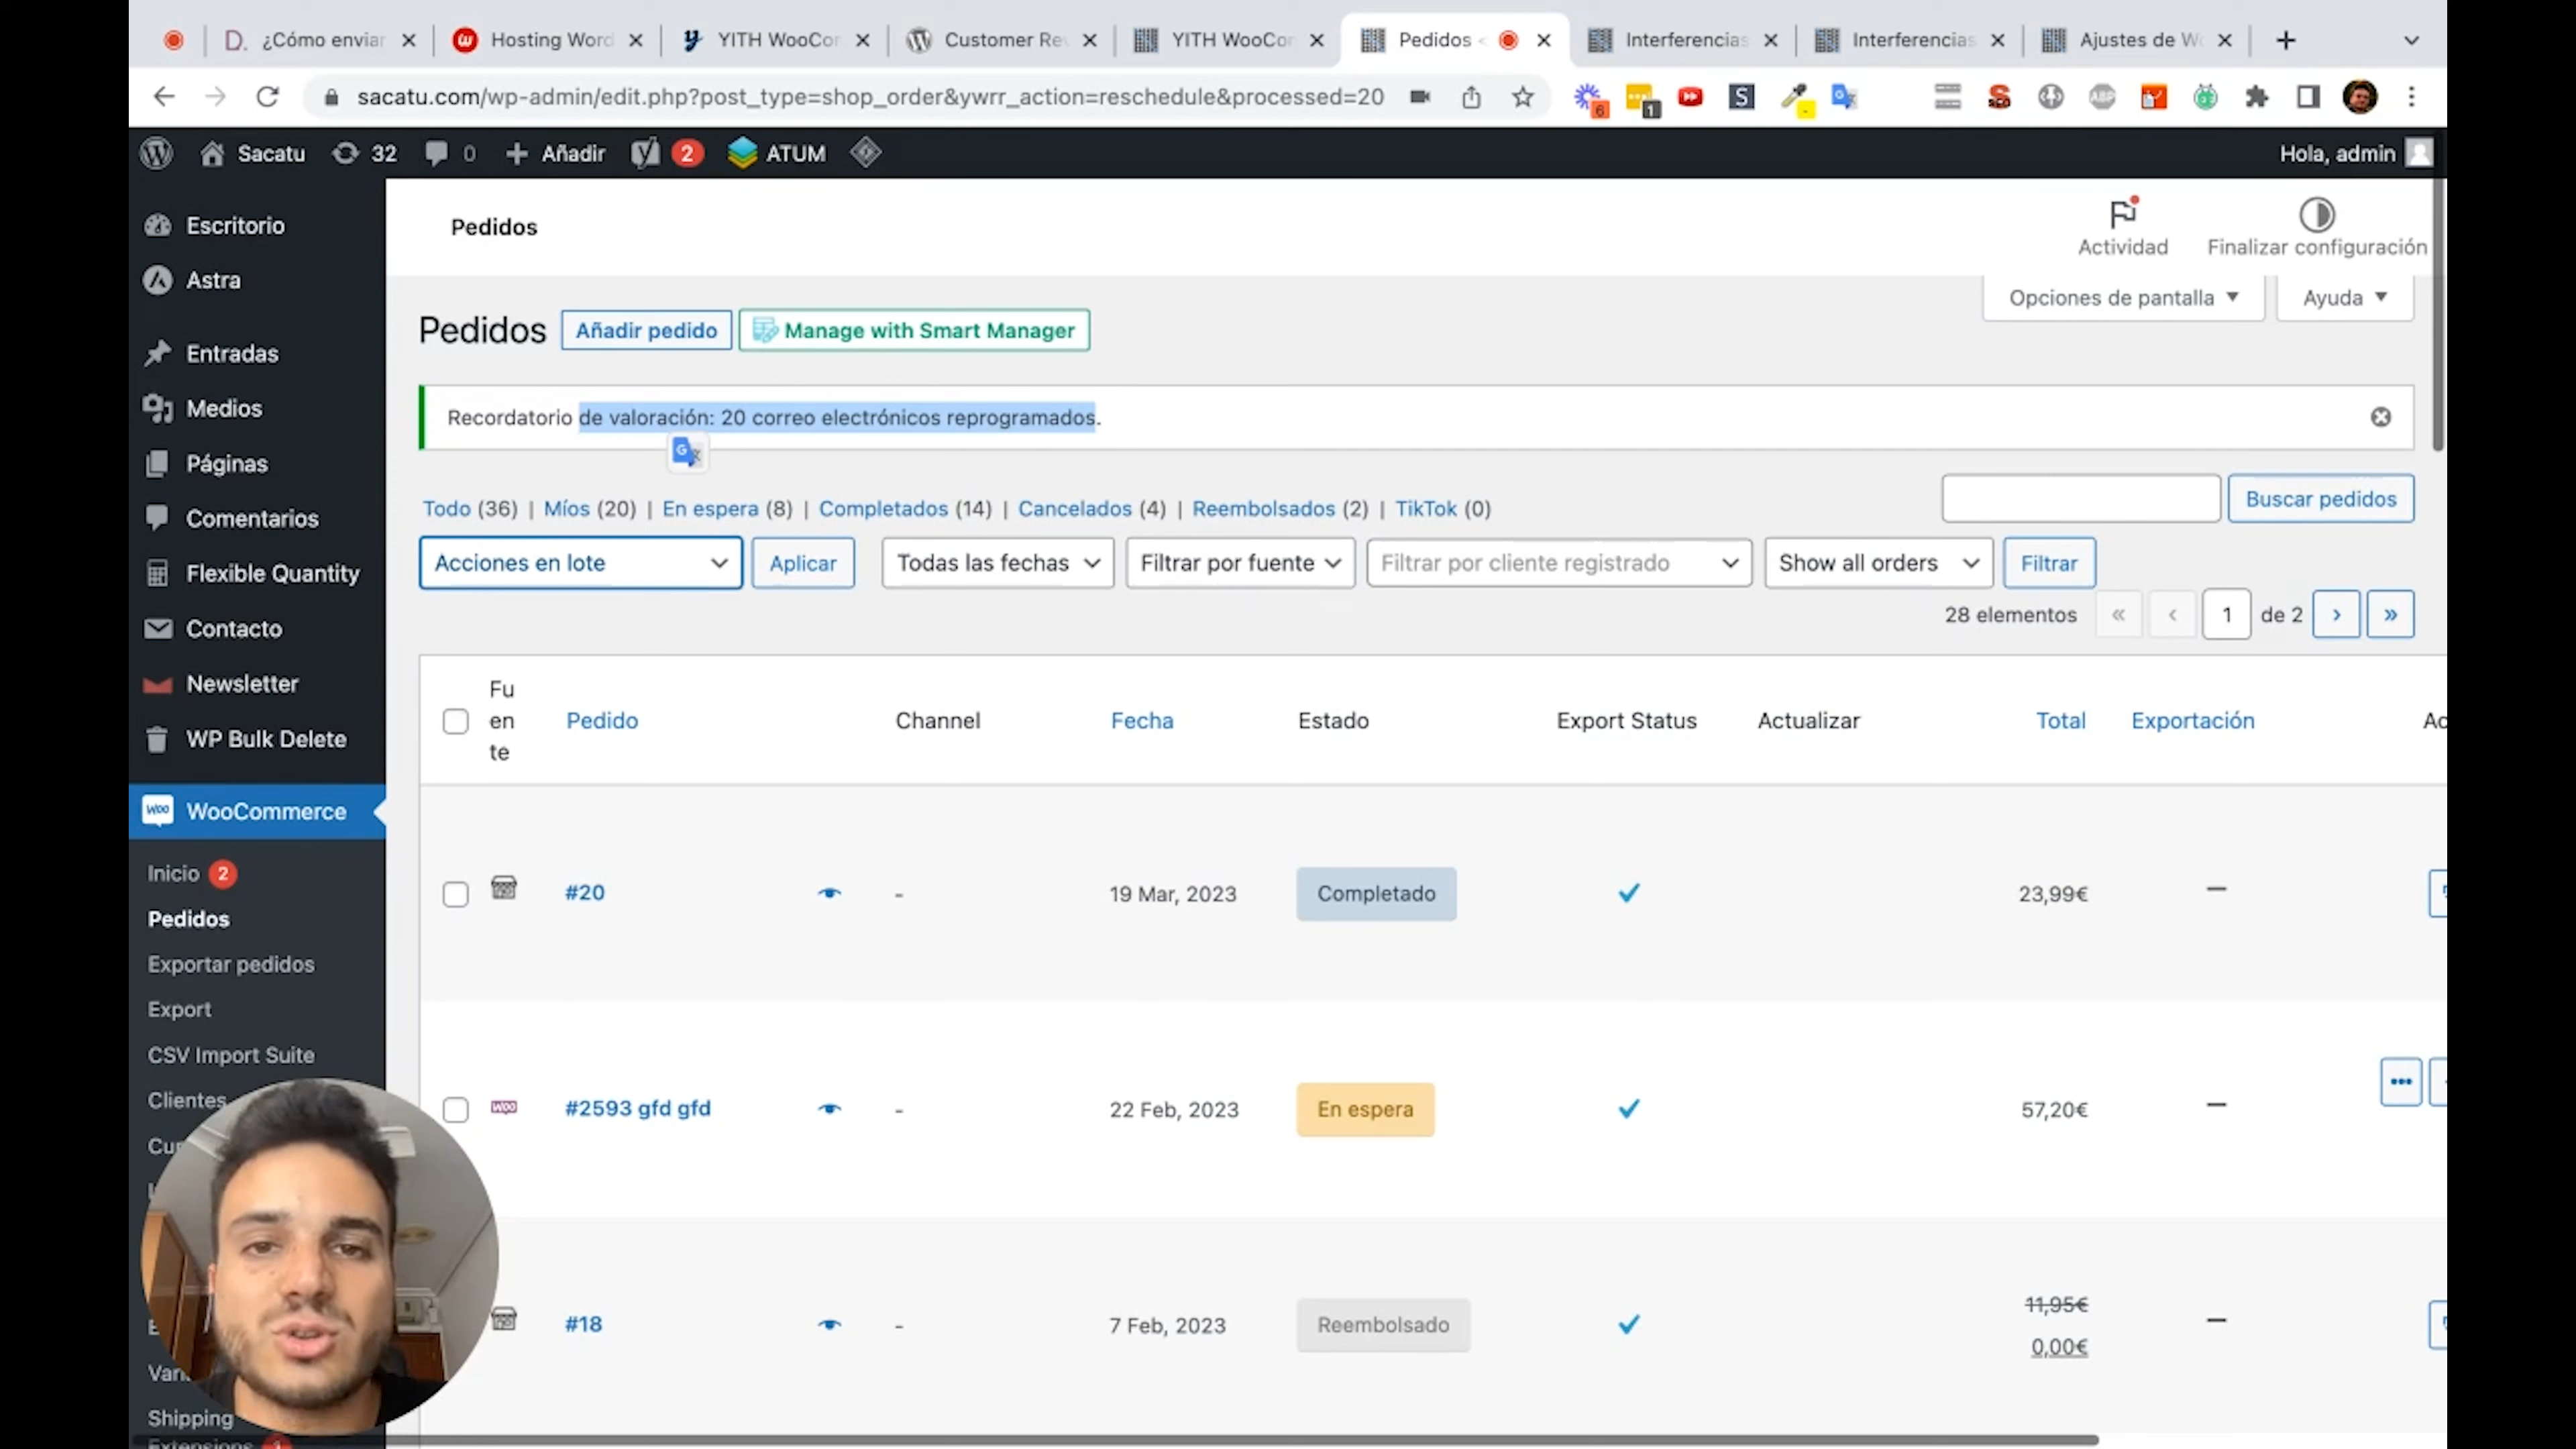 ¿Cómo enviar
Hosting Word
YITH WooCor
Customer Rev
YITH WooCor
Pedidos
Interferencias
Interferencias
Ajustes de Wo
sacatu.com/wp-admin/edit.php?post_type=shop_order&ywrr_action=reschedule&processed=20
6
1
S
ABP
Sacatu
32
0
Añadir
2
ATUM
Hola, admin
Escritorio
Astra
Entradas
Medios
Páginas
Comentarios
Flexible Quantity
Contacto
Newsletter
WP Bulk Delete
WooCommerce
Inicio 2
Pedidos
Exportar pedidos
Export
CSV Import Suite
Clientes
Shipping
Pedidos
Actividad
Finalizar configuración
Opciones de pantalla
Ayuda
Pedidos
Añadir pedido
Manage with Smart Manager
Recordatorio de valoración: 20 correo electrónicos reprogramados.
Todo (36) | Míos (20) | En espera (8) | Completados (14) | Cancelados (4) | Reembolsados (2) | TikTok (0)
Buscar pedidos
Acciones en lote
Aplicar
Todas las fechas
Filtrar por fuente
Filtrar por cliente registrado
Show all orders
Filtrar
28 elementos « ‹ 1 de 2 › »
Fu
en
te
Pedido
Channel
Fecha
Estado
Export Status
Actualizar
Total
Exportación
Ac
#20 - 19 Mar, 2023 Completado 23,99€ –
#2593 gfd gfd - 22 Feb, 2023 En espera 57,20€ –
#18 - 7 Feb, 2023 Reembolsado 11,95€ –
0,00€